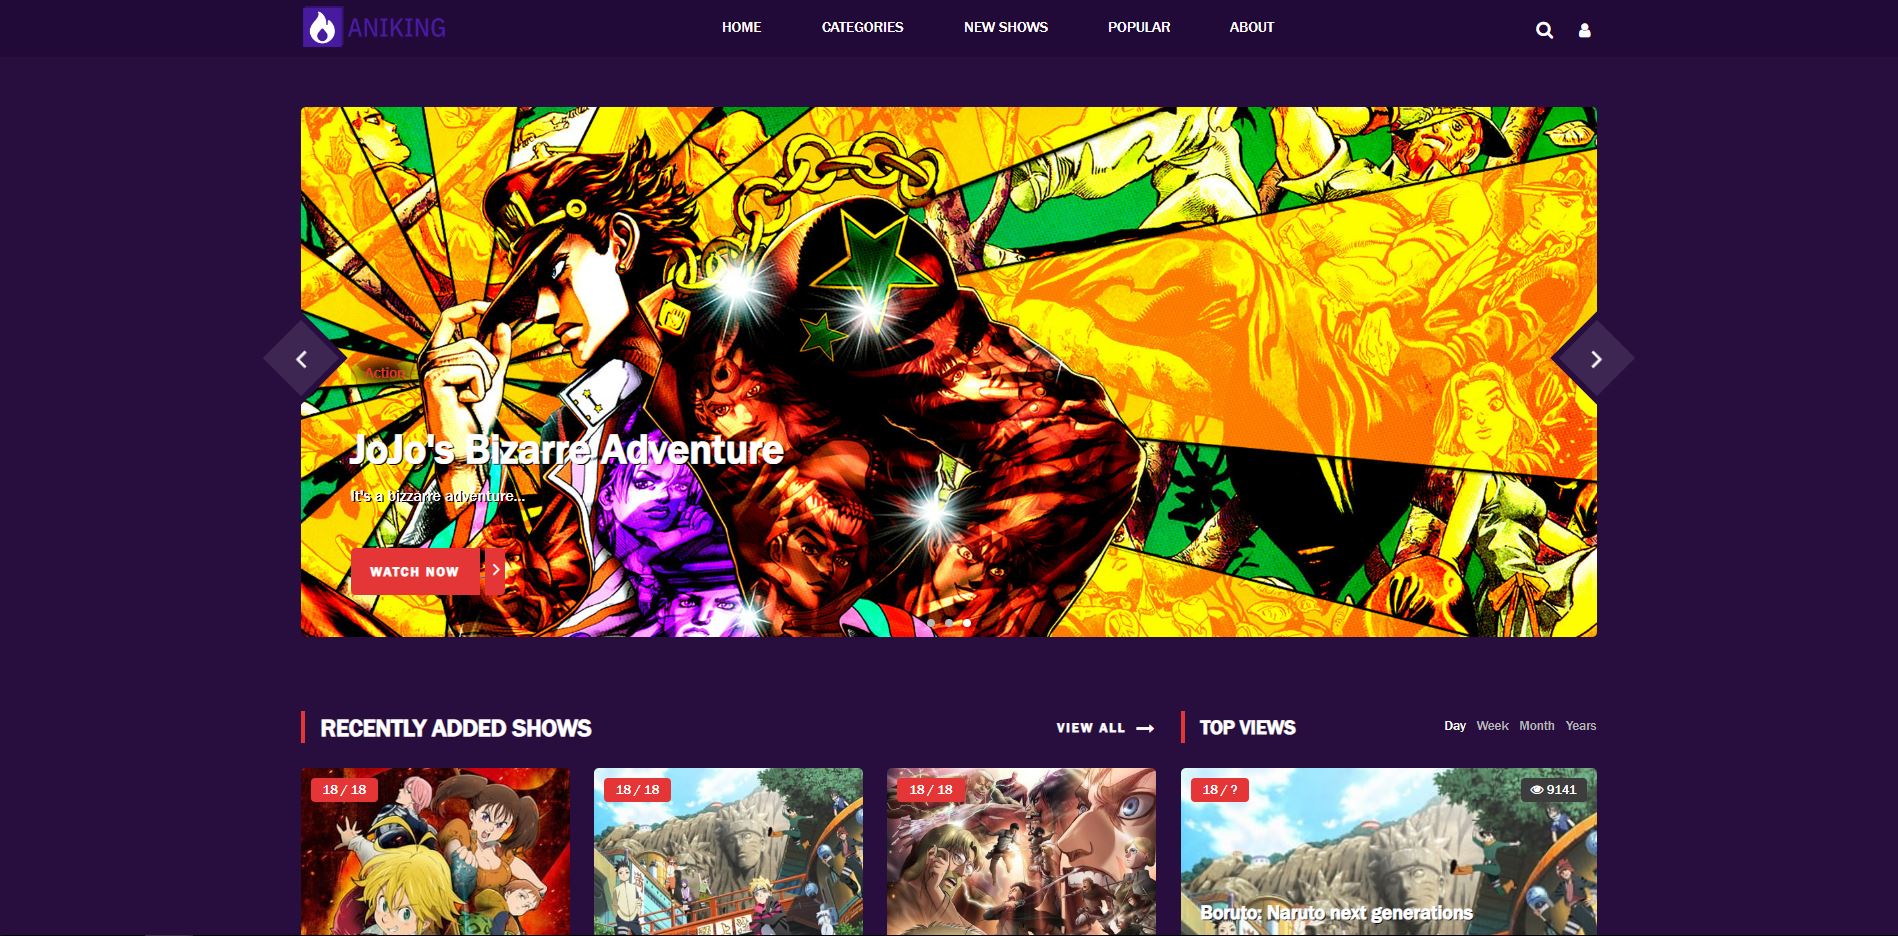 ANIKING
HOME CATEGORIES NEW SHOWS POPULAR ABOUT
Action
JoJo's Bizarre Adventure
It's a bizzarre adventure...
WATCH NOW
RECENTLY ADDED SHOWS
VIEW ALL
TOP VIEWS
Day Week Month Years
18 / 18
18 / 18
18 / 18
18 / ?
9141
Boruto: Naruto next generations